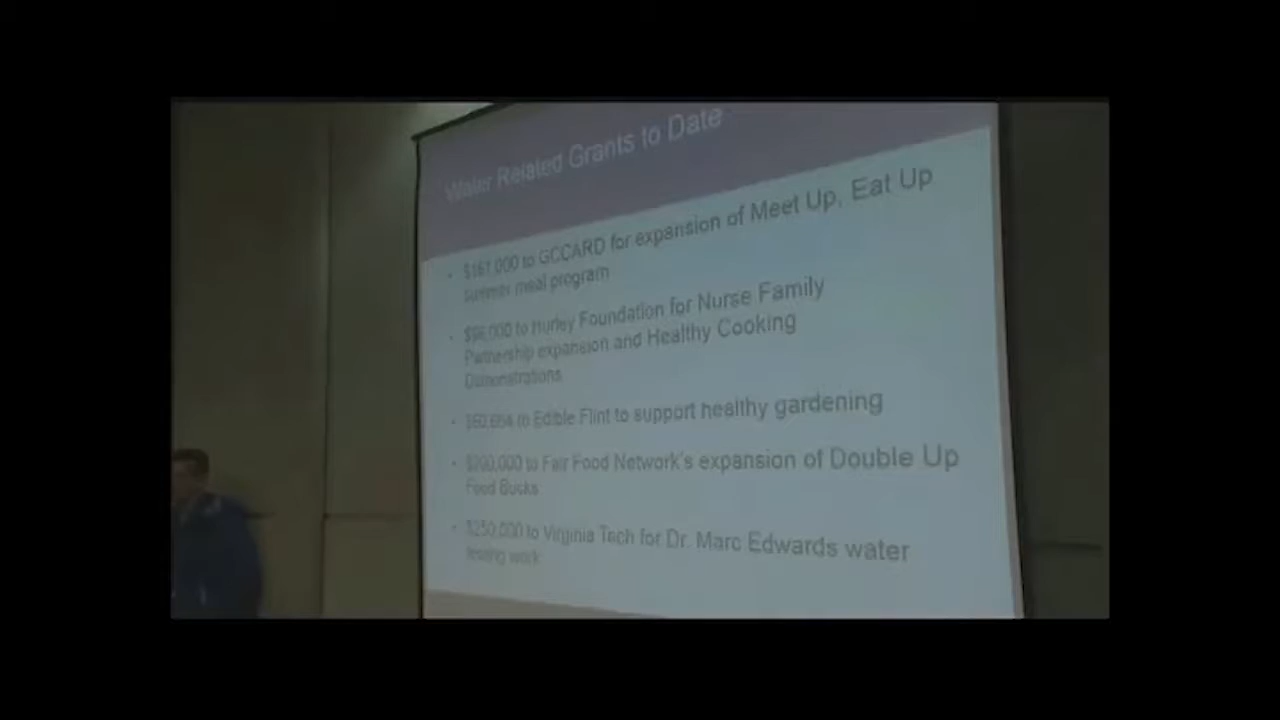 Water Related Grants to Date
$161,000 to GCCARD for expansion of Meet Up, Eat Up
summer meal program
to Hurley Foundation for Nurse Family
Partnership expansion and Healthy Cooking
Demonstrations
to Edible Flint to support healthy gardening
$200,000 to Fair Food Network's expansion of Double Up
Food Bucks
$250,000 to Virginia Tech for Dr. Marc Edwards water
testing work